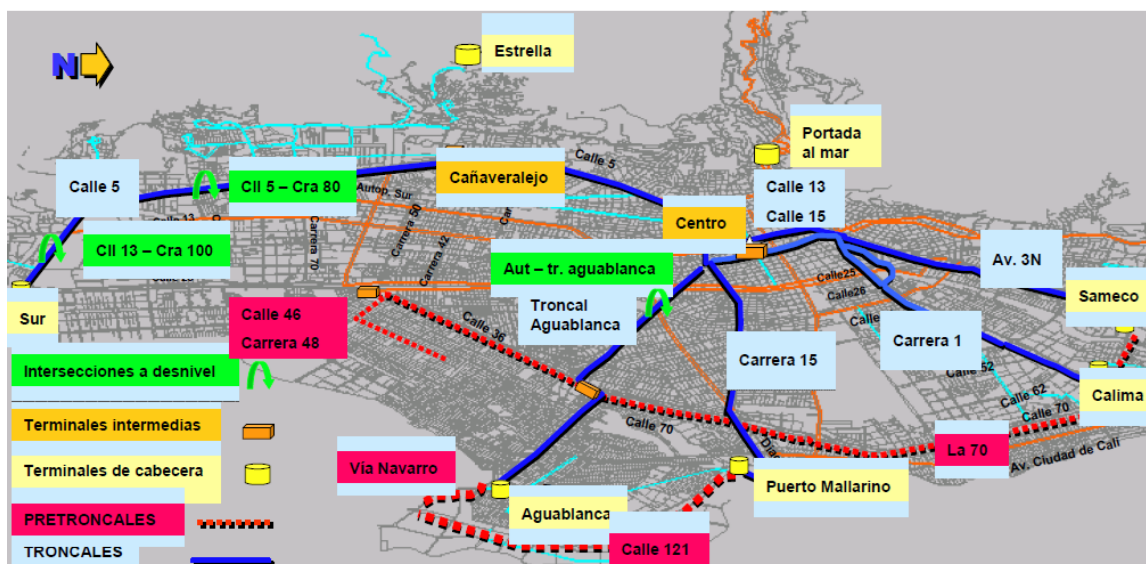 N
Estrella
Portada
al mar
Calle 5
Cll 5 – Cra 80
Cañaveralejo
Calle 5
Autop. Sur
Calle 13
Calle 15
Centro
Calle 13
Cll 13 – Cra 100
Carrera 70
Carrera 50
Carrera 42
Aut – tr. aguablanca
Av. 3N
Calle25
Calle26
Sur
Calle 46
Carrera 48
Calle 36
Troncal
Aguablanca
Sameco
Carrera 15
Carrera 1
Calle 52
Calle 62
Calle 70
Calima
Intersecciones a desnivel
Terminales intermedias
Terminales de cabecera
PRETRONCALES
TRONCALES
Calle 70
Vía Navarro
La 70
Av. Ciudad de Cali
Puerto Mallarino
Aguablanca
Calle 121